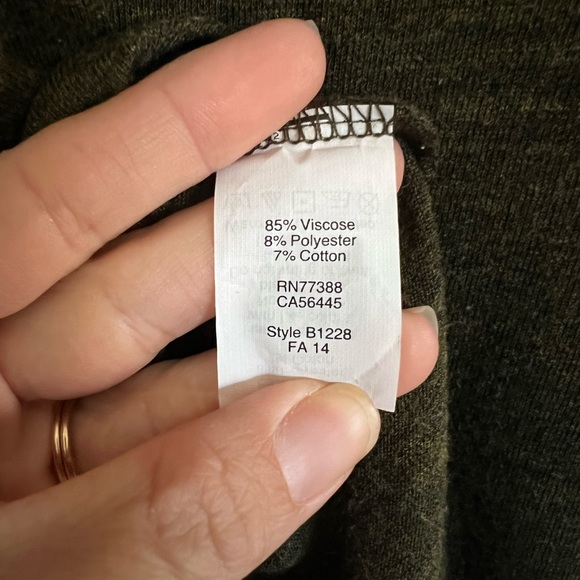 85% Viscose
8% Polyester
7% Cotton
RN77388
CA56445
Style B1228
FA 14